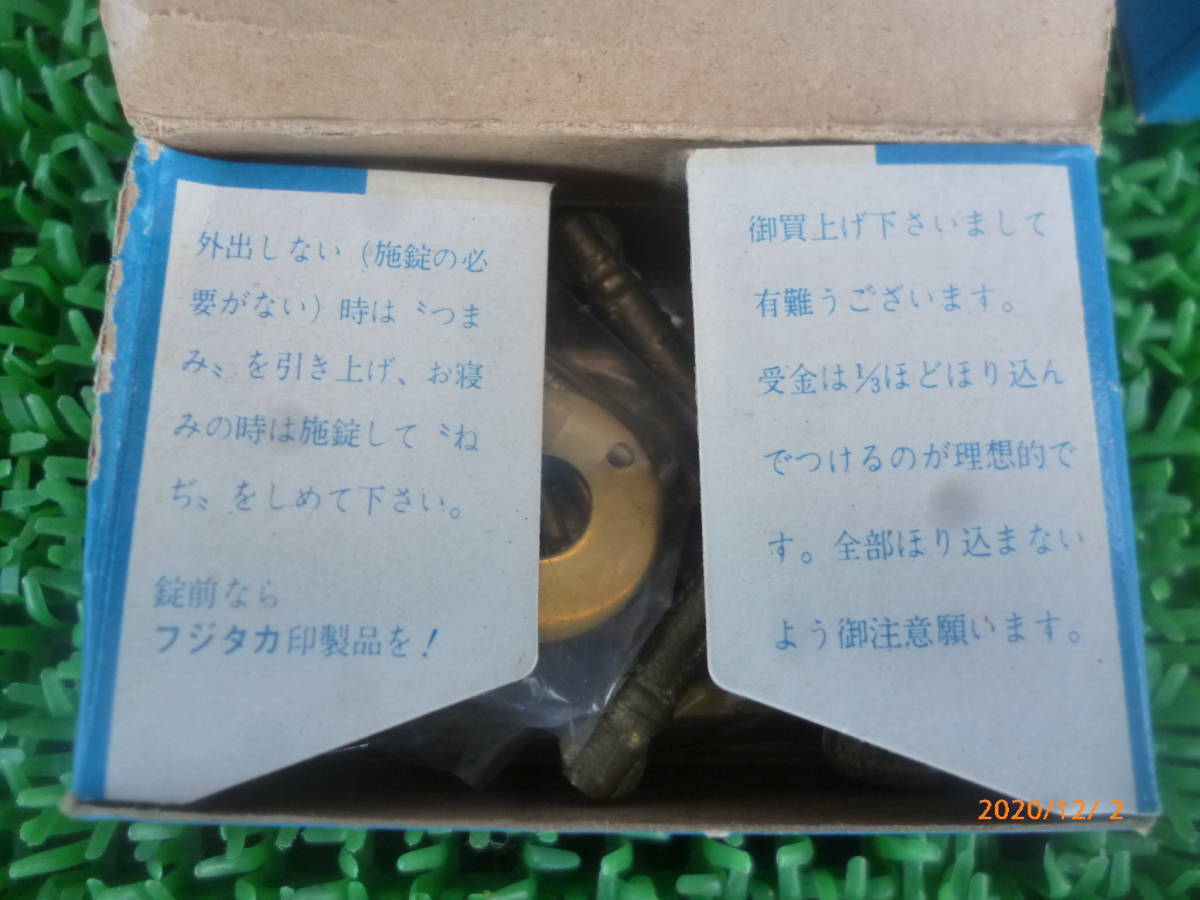 外出しない（施錠の必
要がない）時は〝つま
み〟を引き上げ、お寝
みの時は施錠して〝ね
ぢ〟をしめて下さい。
錠前なら
フジタカ印製品を！
御買上げ下さいまして
有難うございます。
受金は⅓ほどほり込ん
でつけるのが理想的で
す。全部ほり込まない
よう御注意願います。
2020/12/ 2